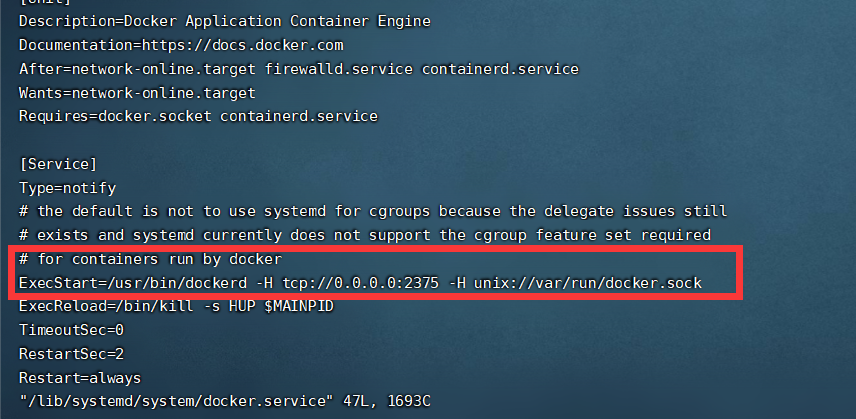 [Unit]
Description=Docker Application Container Engine
Documentation=https://docs.docker.com
After=network-online.target firewalld.service containerd.service
Wants=network-online.target
Requires=docker.socket containerd.service
[Service]
Type=notify
# the default is not to use systemd for cgroups because the delegate issues still
# exists and systemd currently does not support the cgroup feature set required
# for containers run by docker
ExecStart=/usr/bin/dockerd -H tcp://0.0.0.0:2375 -H unix://var/run/docker.sock
ExecReload=/bin/kill -s HUP $MAINPID
TimeoutSec=0
RestartSec=2
Restart=always
"/lib/systemd/system/docker.service" 47L, 1693C